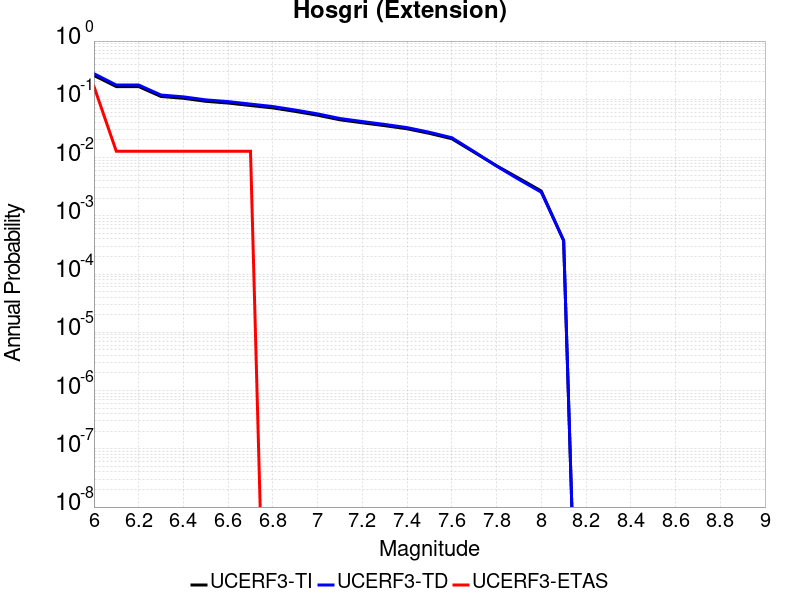 Hosgri (Extension)
10^0
10^-1
10^-2
10^-3
10^-4
10^-5
10^-6
10^-7
10^-8
Annual Probability
6 6.2 6.4 6.6 6.8 7 7.2 7.4 7.6 7.8 8 8.2 8.4 8.6 8.8 9
Magnitude
UCERF3-TI UCERF3-TD UCERF3-ETAS